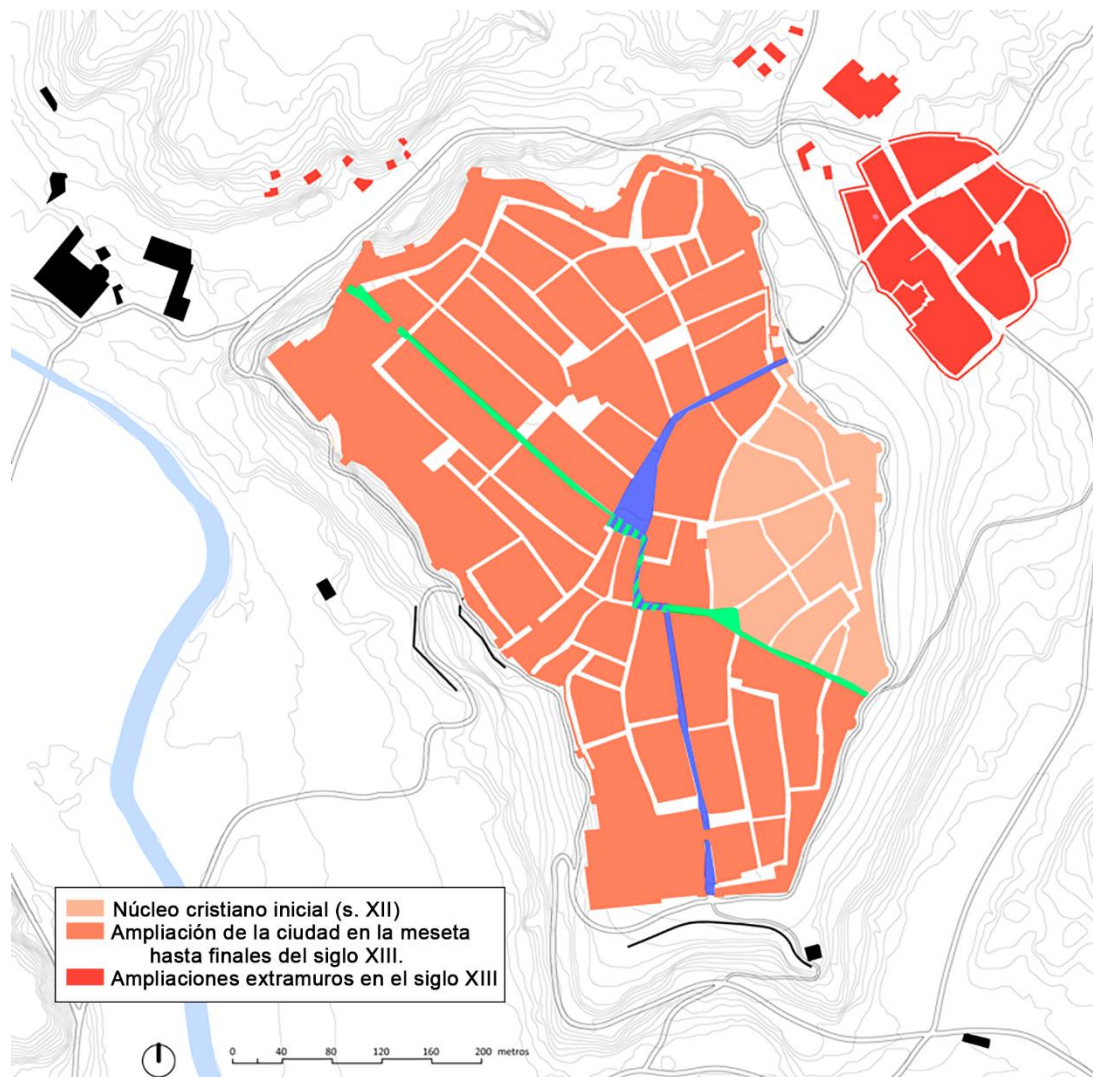 Núcleo cristiano inicial (s. XII)
Ampliación de la ciudad en la meseta
hasta finales del siglo XIII.
Ampliaciones extramuros en el siglo XIII
0 40 80 120 160 200 metros